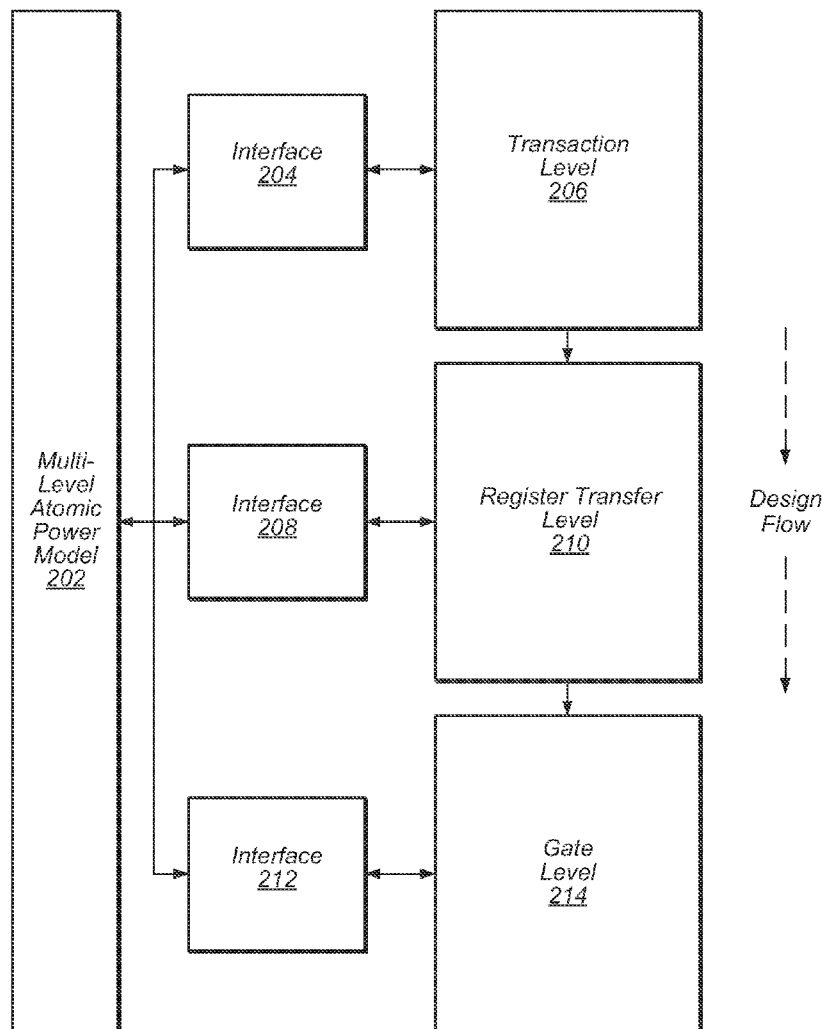 Interface
204
Transaction
Level
206
Multi-
Level
Atomic
Power
Model
202
Interface
208
Register Transfer
Level
210
Design
Flow
Interface
212
Gate
Level
214